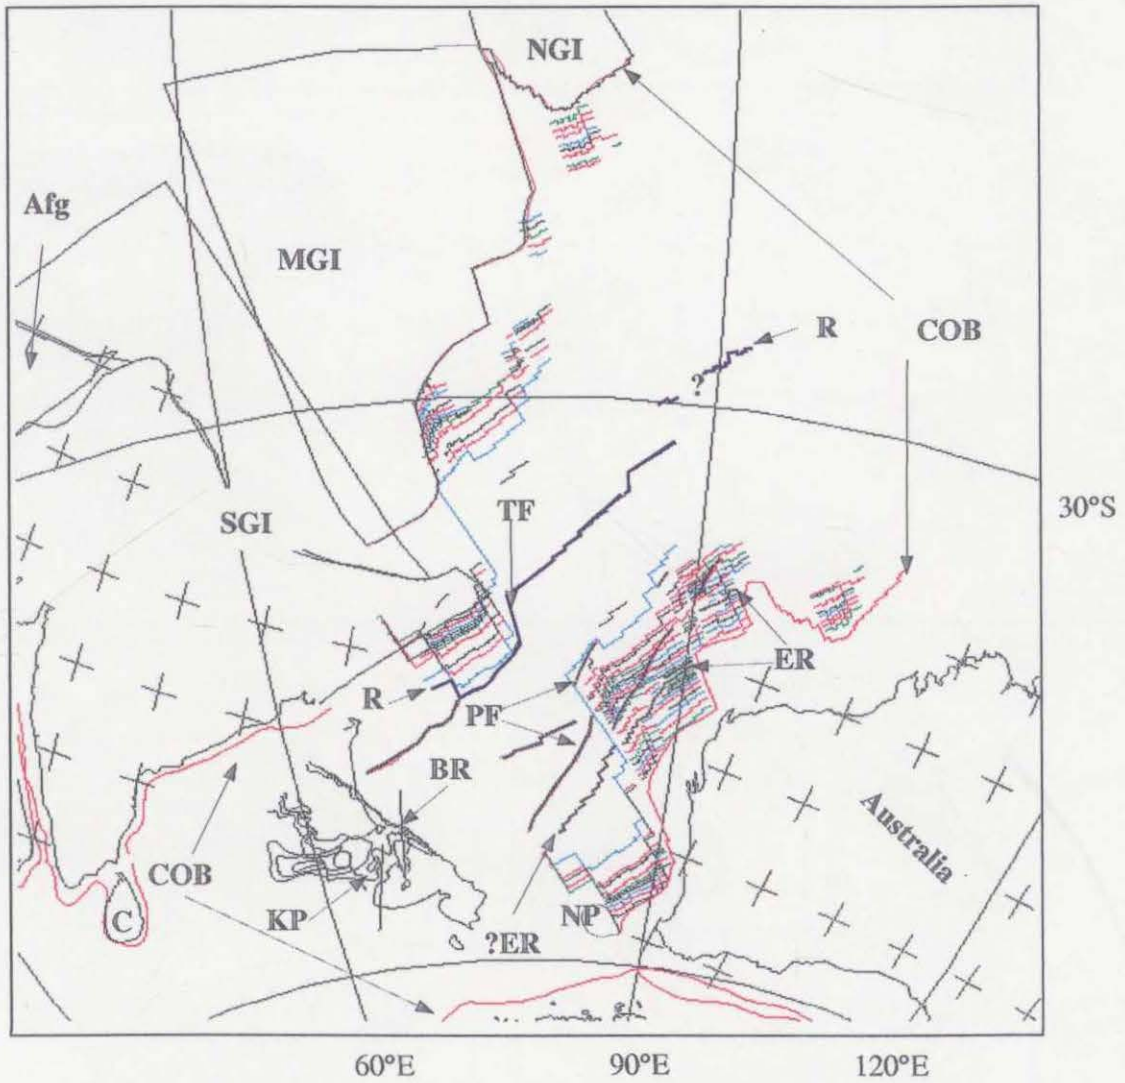 NGI
Afg
MGI
R
COB
?
30°S
TF
SGI
ER
R
PF
BR
Australia
COB
C
KP
NP
?ER
60°E
90°E
120°E